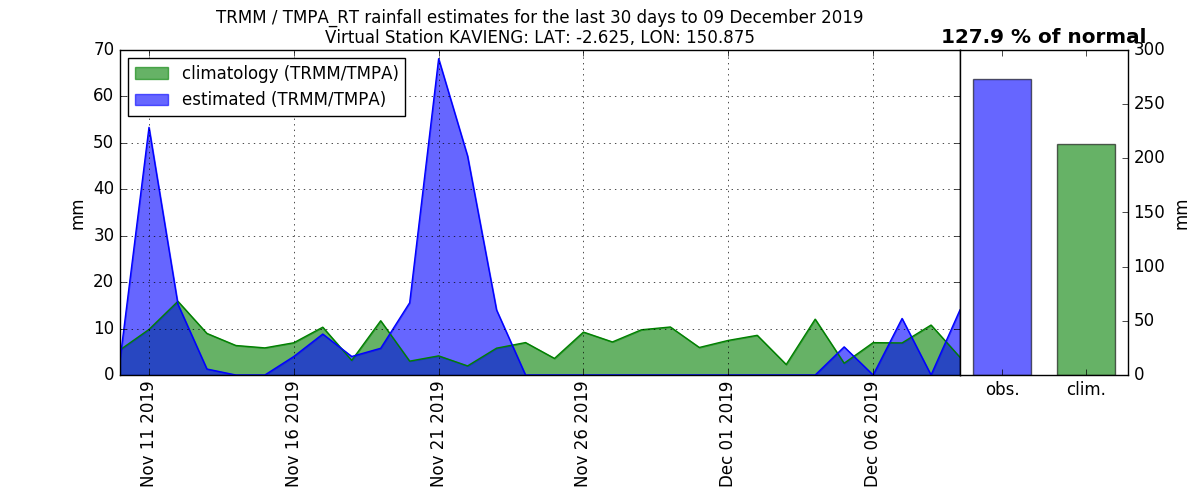 TRMM / TMPA_RT rainfall estimates for the last 30 days to 09 December 2019
Virtual Station KAVIENG: LAT: -2.625, LON: 150.875
127.9 % of normal
climatology (TRMM/TMPA)
estimated (TRMM/TMPA)
mm
70
60
50
40
30
20
10
0
Nov 11 2019
Nov 16 2019
Nov 21 2019
Nov 26 2019
Dec 01 2019
Dec 06 2019
obs.
clim.
300
250
200
150
100
50
0
mm